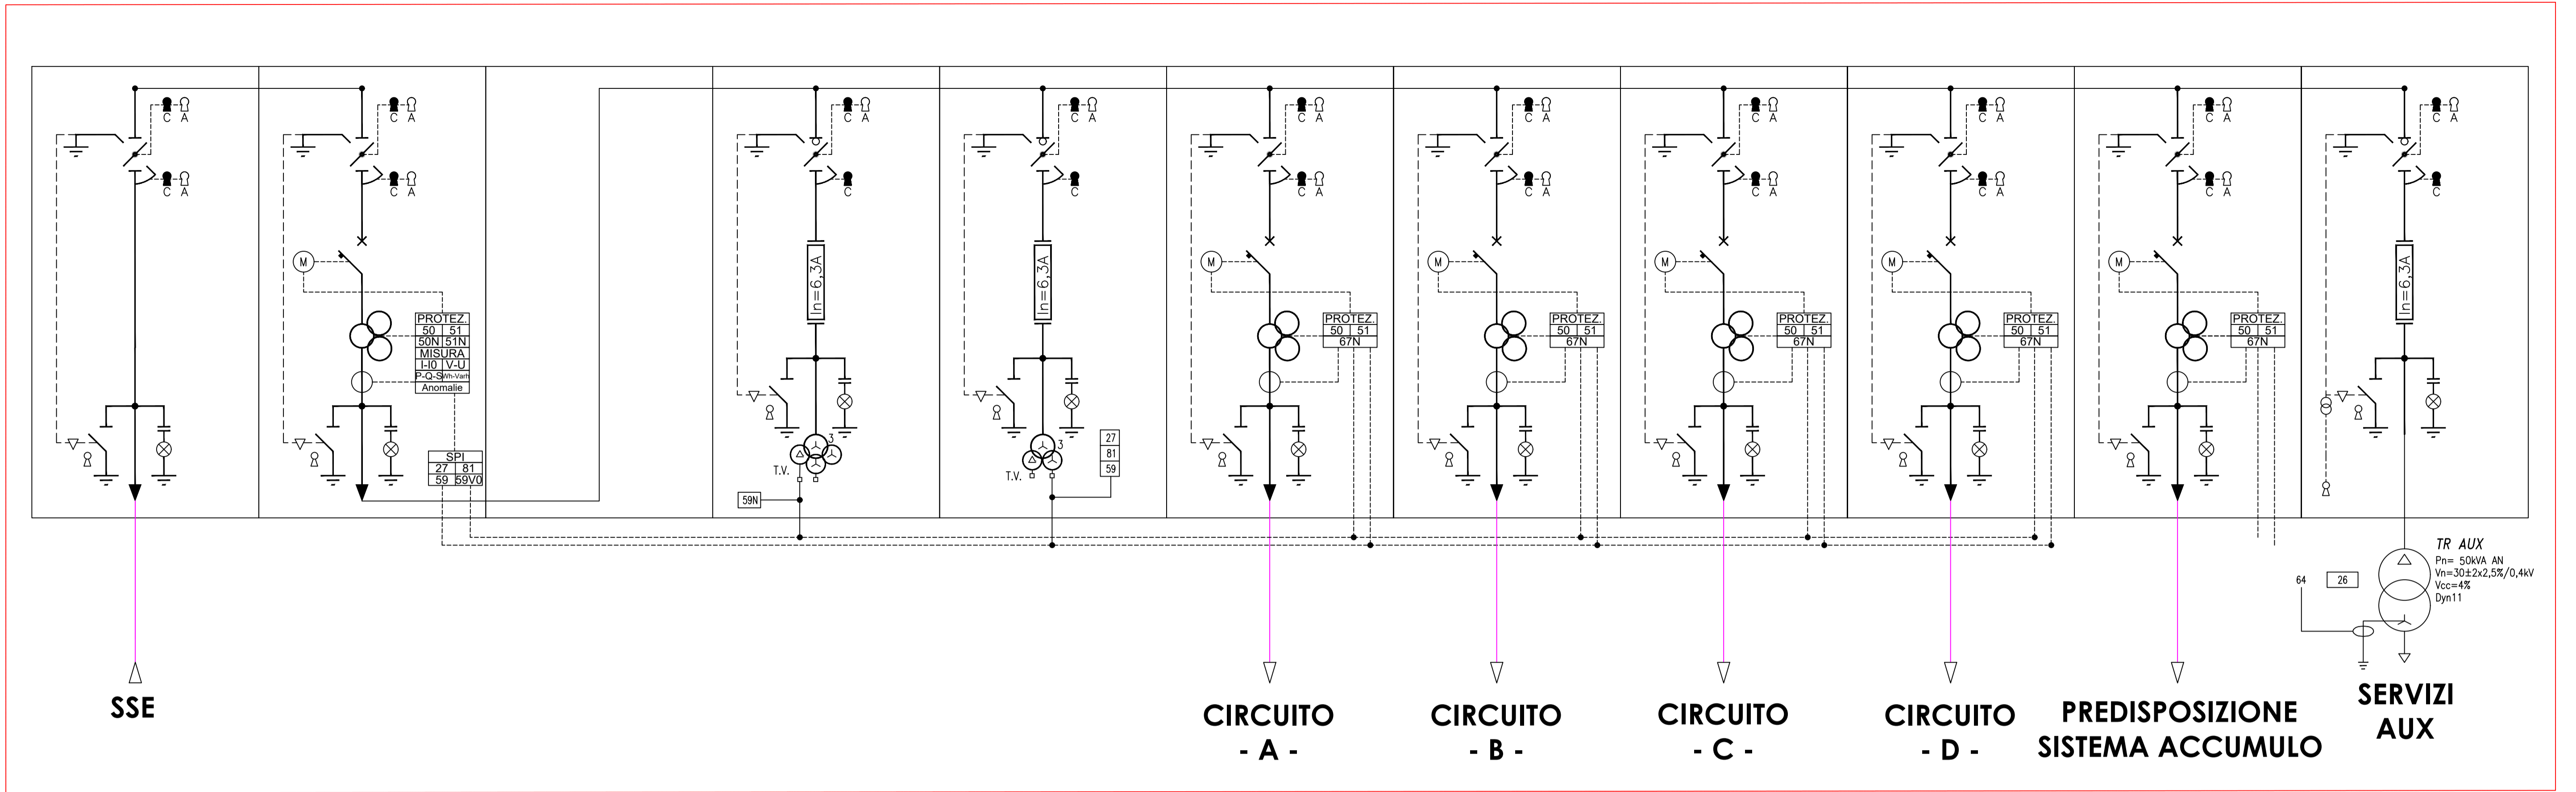 C A
C A
SSE
C A
C A
M
PROTEZ.
50 51
50N 51N
MISURA
I-I0 V-U
P-Q-S Wh-Varh
Anomalie
SPI
27 81
59 59V0
C A
C
In=6,3A
3
T.V.
59N
C A
C
In=6,3A
3
T.V.
27
81
59
C A
C A
M
PROTEZ.
50 51
67N
CIRCUITO
- A -
C A
C A
M
PROTEZ.
50 51
67N
CIRCUITO
- B -
C A
C A
M
PROTEZ.
50 51
67N
CIRCUITO
- C -
C A
C A
M
PROTEZ.
50 51
67N
CIRCUITO
- D -
C A
C A
M
PROTEZ.
50 51
67N
PREDISPOSIZIONE
SISTEMA ACCUMULO
C A
C
In=6,3A
TR AUX
Pn= 50kVA AN
Vn=30±2x2,5%/0,4kV
Vcc=4%
Dyn11
64 26
SERVIZI
AUX